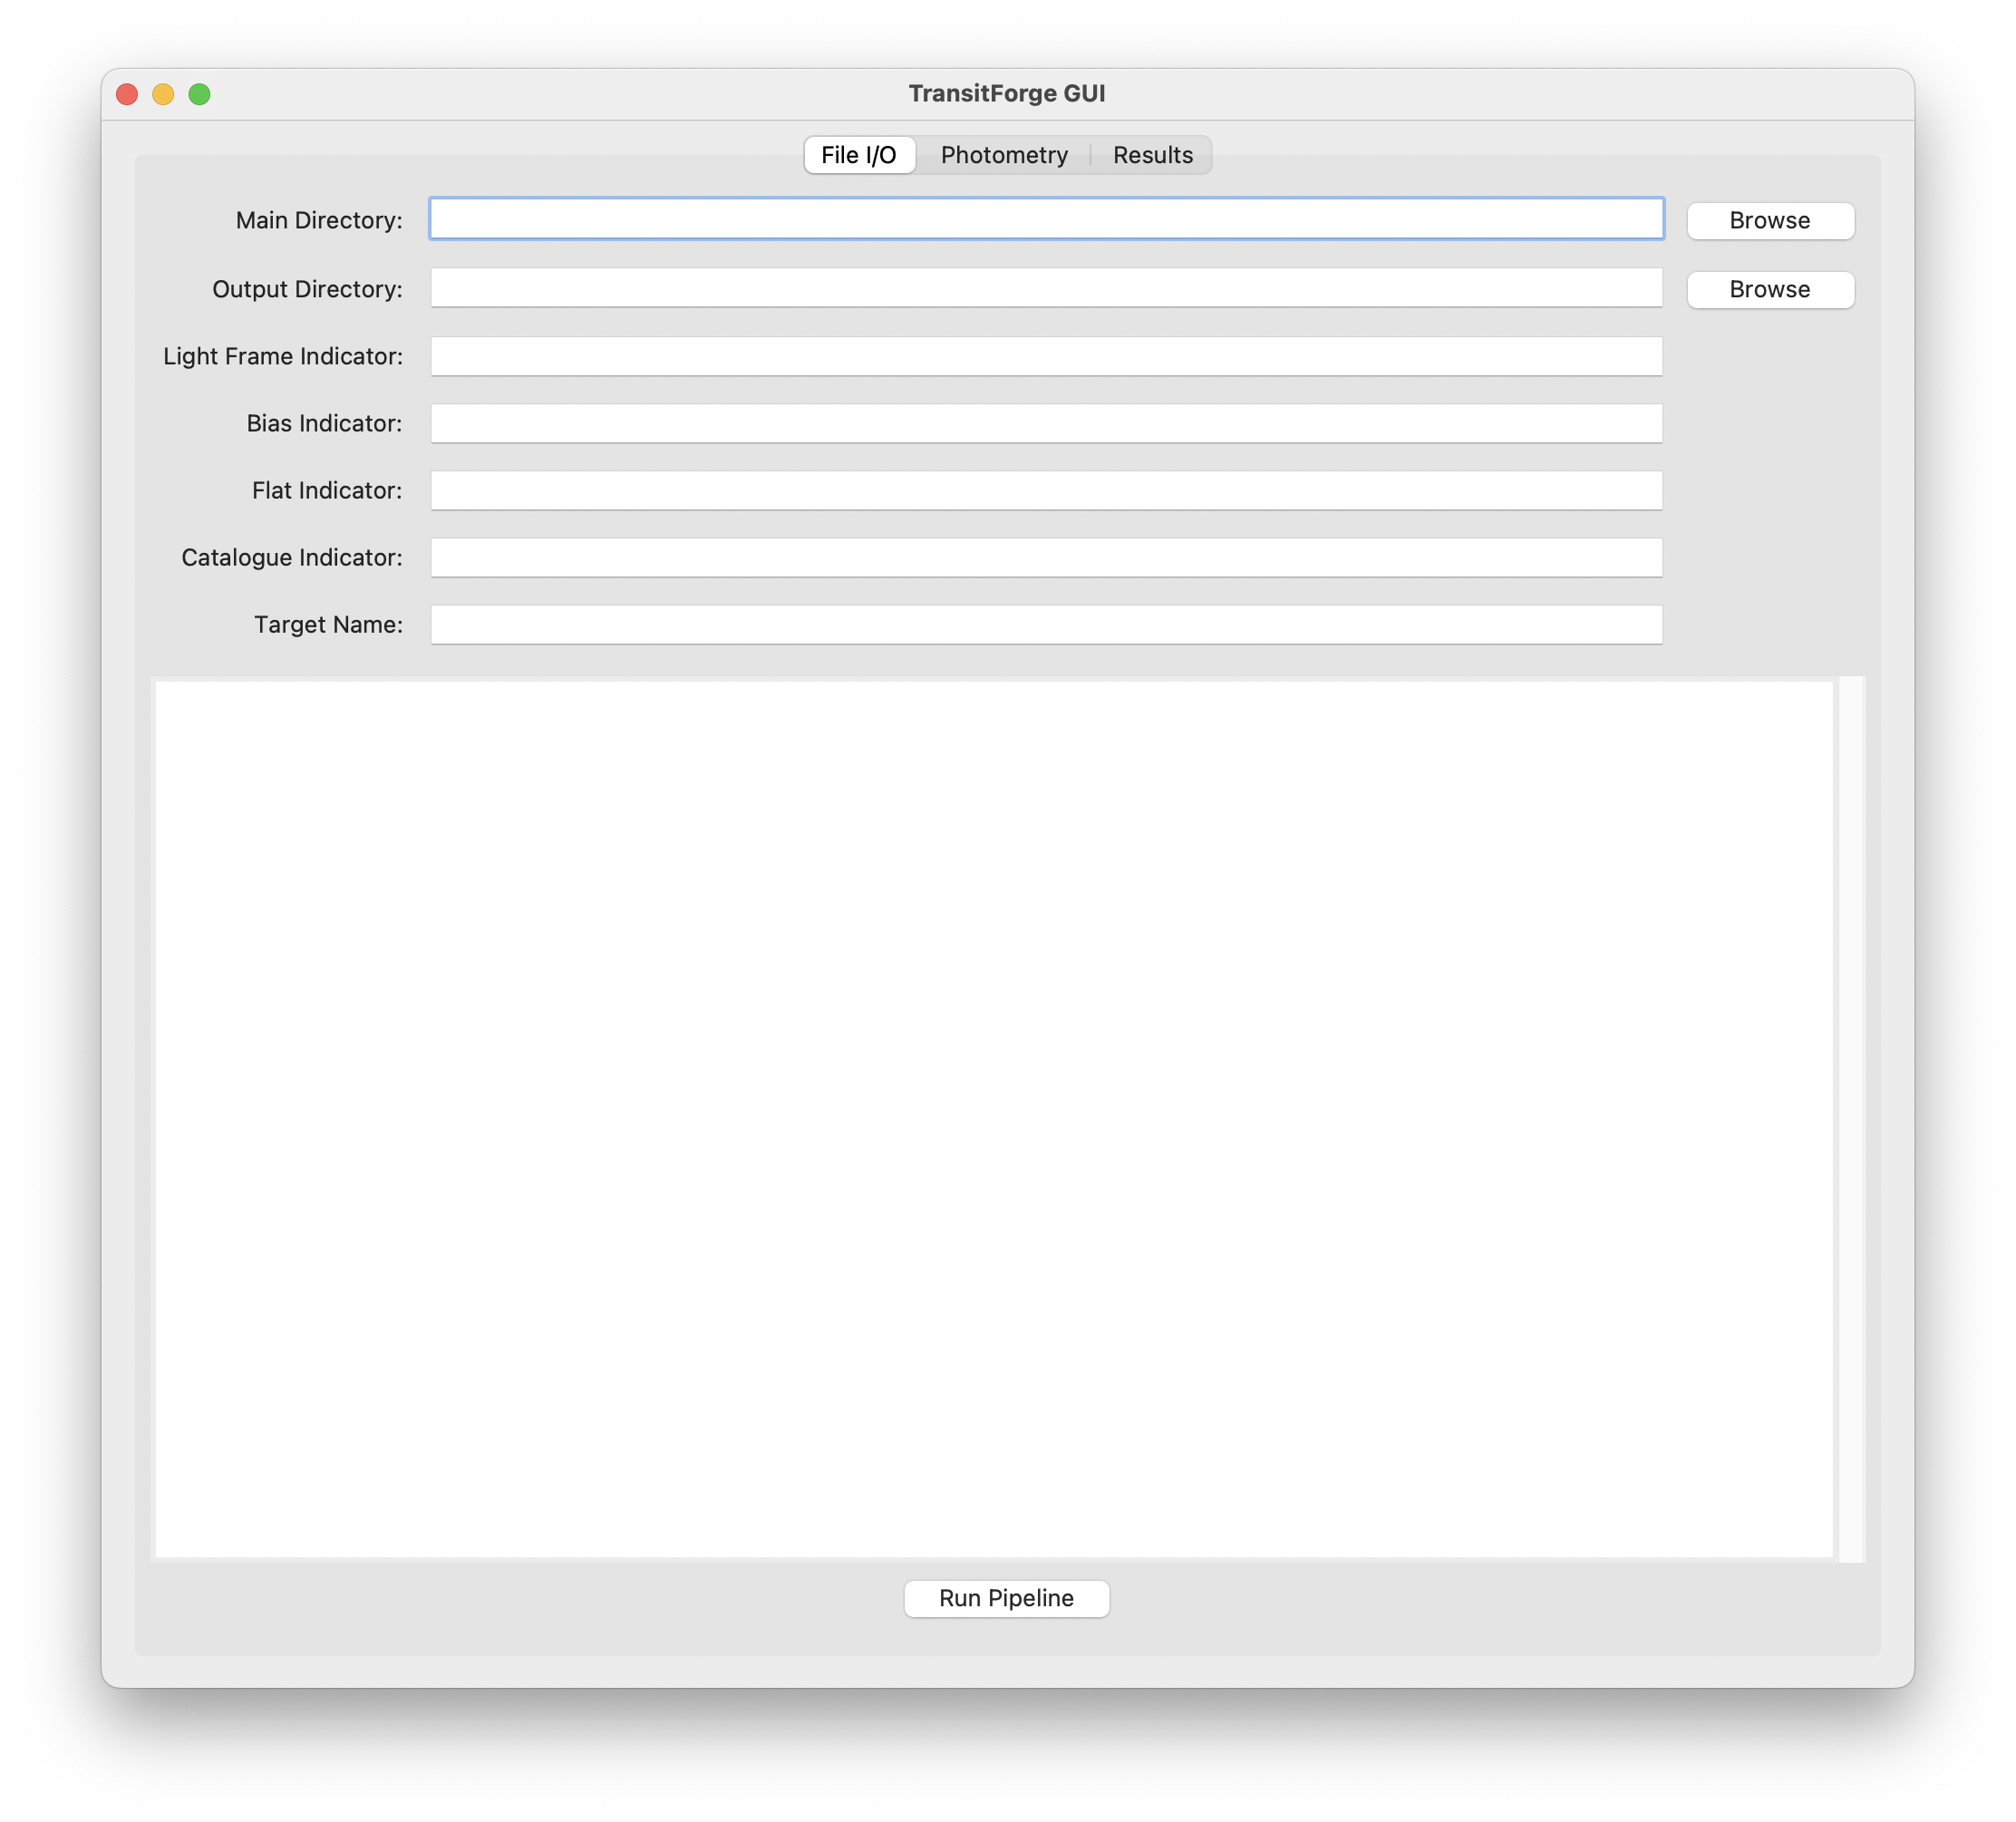 TransitForge GUI
File I/O Photometry Results
Main Directory: Browse
Output Directory: Browse
Light Frame Indicator:
Bias Indicator:
Flat Indicator:
Catalogue Indicator:
Target Name:
Run Pipeline